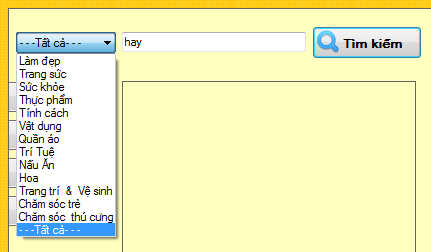 ---Tất cả---
hay
Tìm kiếm
Làm đẹp
Trang sức
Sức khỏe
Thực phẩm
Tính cách
Vật dụng
Quần áo
Trí Tuệ
Nấu Ăn
Hoa
Trang trí & Vệ sinh
Chăm sóc trẻ
Chăm sóc thú cưng
---Tất cả---